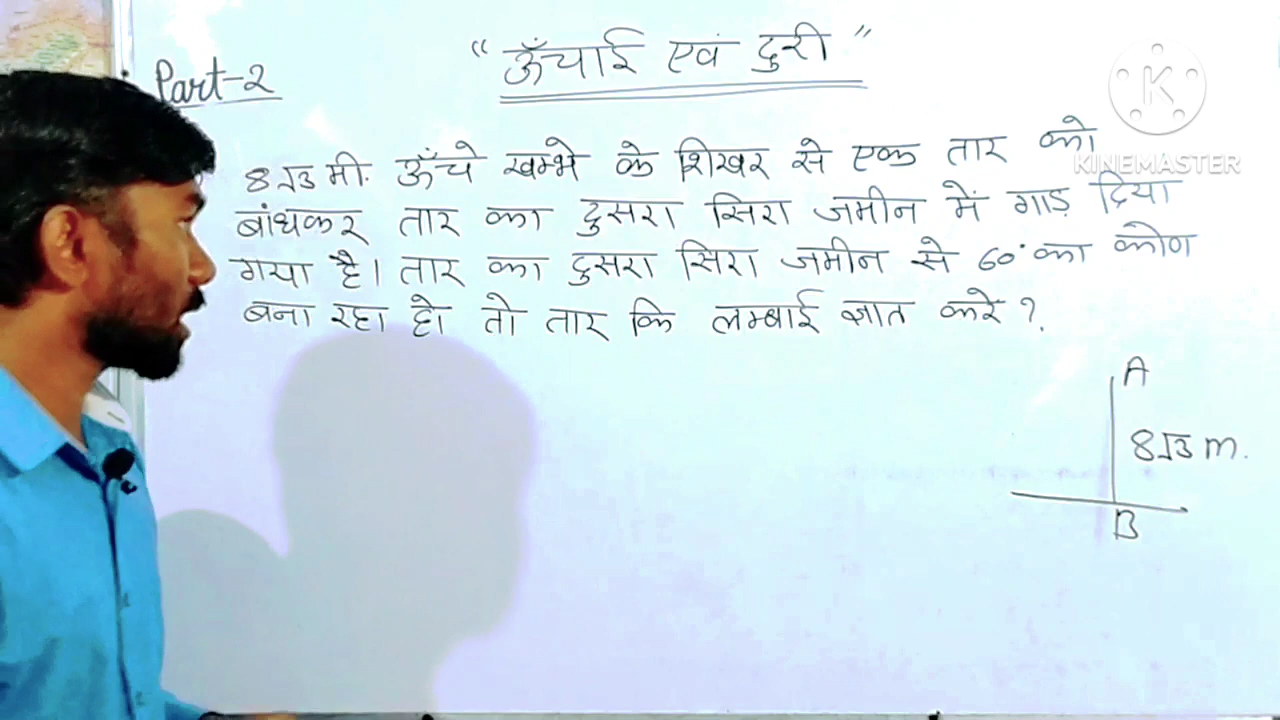 Part-2
“ ऊँचाई एवं दुरी ”
8√3 मी. ऊँचे खम्भे के शिखर से एक तार को
बांधकर तार का दुसरा सिरा जमीन में गाड़ दिया
गया है। तार का दुसरा सिरा जमीन से 60° का कोण
बना रहा हो तो तार कि लम्बाई ज्ञात करे ?.
A
8√3 m.
B
K
KINEMASTER